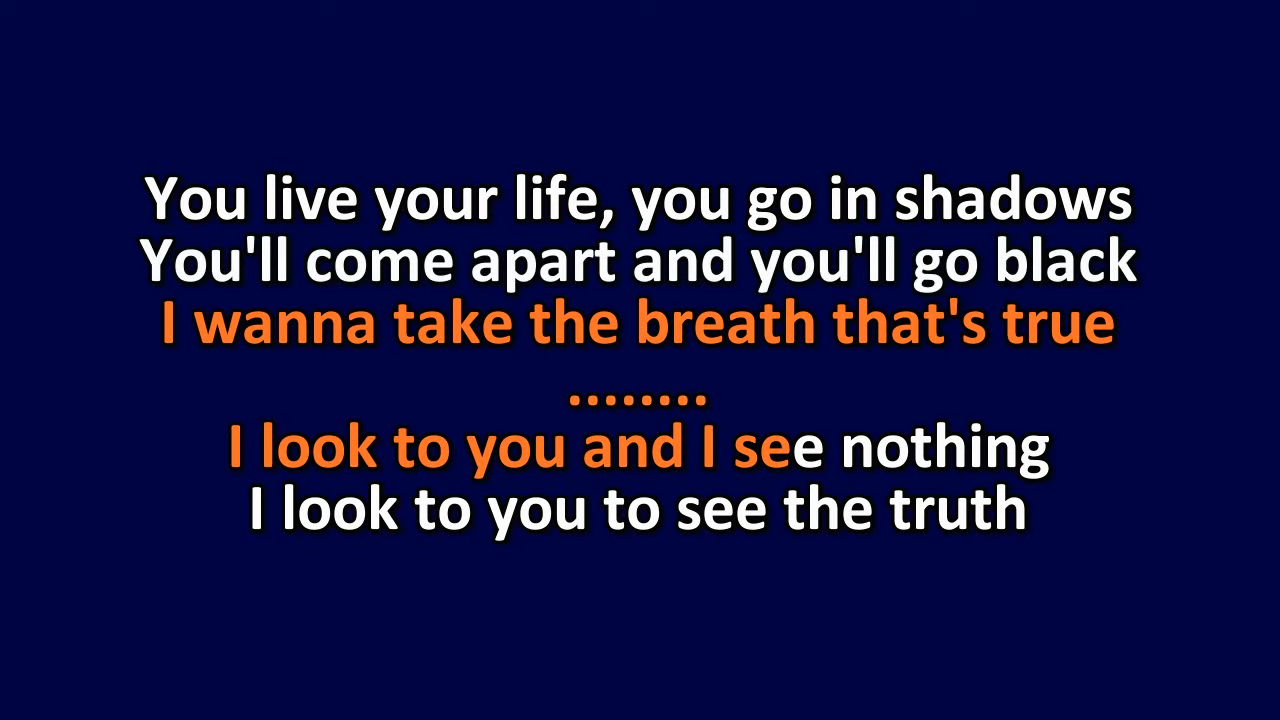 You live your life, you go in shadows
You'll come apart and you'll go black
I wanna take the breath that's true
........
I look to you and I see nothing
I look to you to see the truth